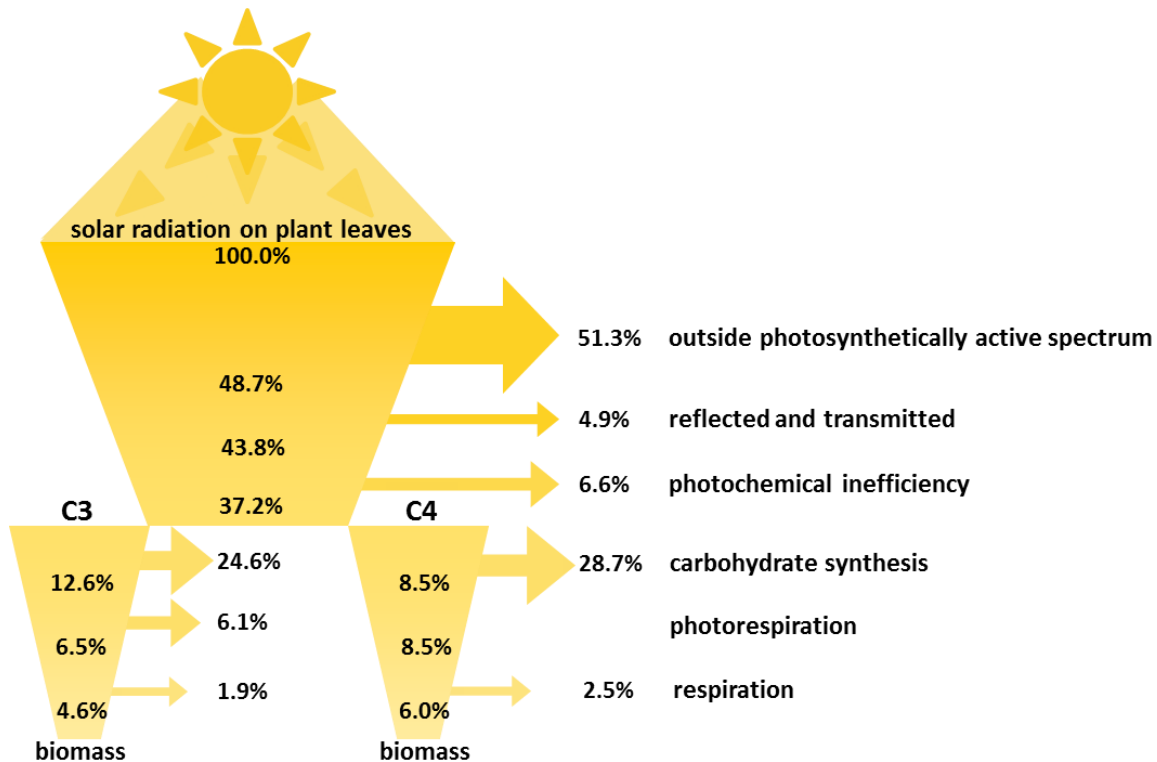 solar radiation on plant leaves
100.0%
51.3% outside photosynthetically active spectrum
48.7%
4.9% reflected and transmitted
43.8%
6.6% photochemical inefficiency
37.2%
C3 C4
24.6% 28.7% carbohydrate synthesis
12.6% 8.5%
6.1% photorespiration
6.5% 8.5%
1.9% 2.5% respiration
4.6% 6.0%
biomass biomass